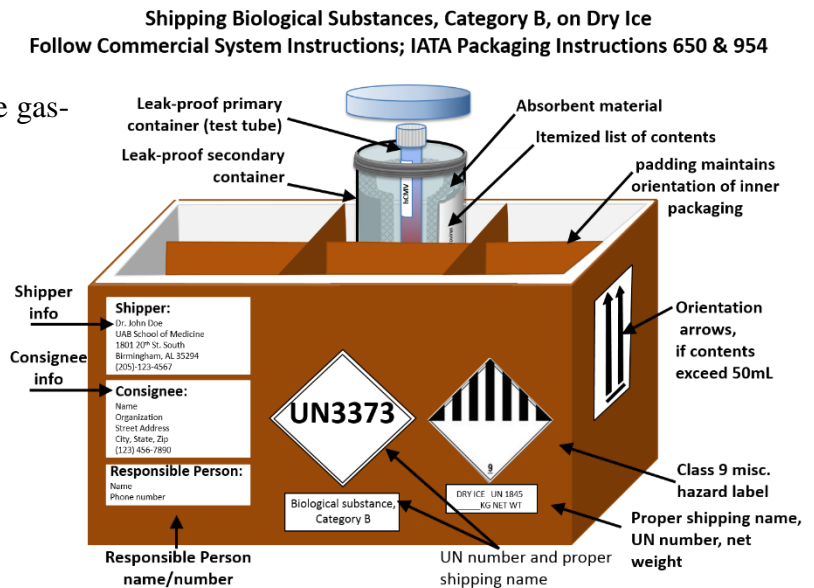 Shipping Biological Substances, Category B, on Dry Ice
Follow Commercial System Instructions; IATA Packaging Instructions 650 & 954
e gas-
Leak-proof primary
container (test tube)
Leak-proof secondary
container
Absorbent material
Itemized list of contents
padding maintains
orientation of inner
packaging
hCMV
Shipper
info
Shipper:
Dr. John Doe
UAB School of Medicine
1801 20th St. South
Birmingham, AL 35294
(205)-123-4567
Consignee
info
Consignee:
Name
Organization
Street Address
City, State, Zip
(123) 456-7890
Responsible Person:
Name
Phone number
UN3373
Biological substance,
Category B
9
DRY ICE UN 1845
____KG NET WT
Orientation
arrows,
if contents
exceed 50mL
Class 9 misc.
hazard label
Proper shipping name,
UN number, net
weight
Responsible Person
name/number
UN number and proper
shipping name